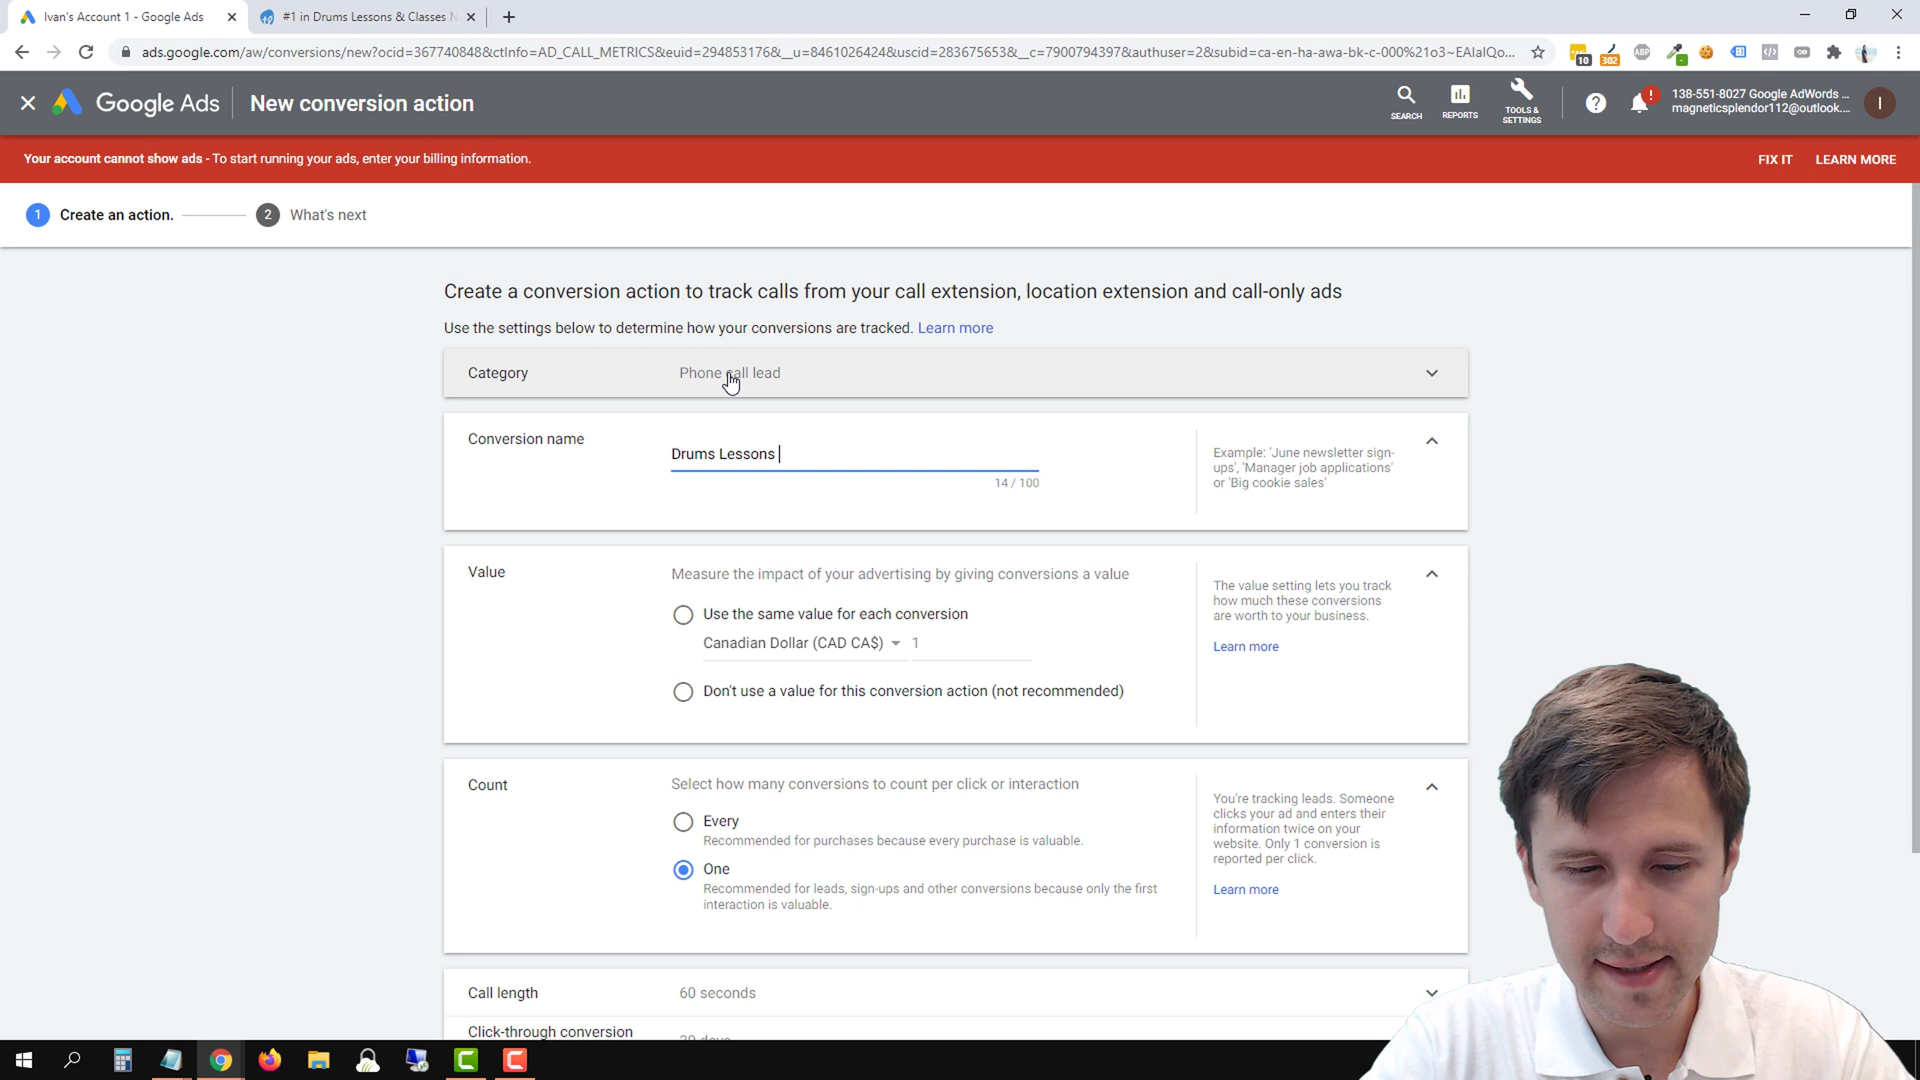 Ivan's Account 1 - Google Ads
#1 in Drums Lessons & Classes N
ads.google.com/aw/conversions/new?ocid=367740848&ctInfo=AD_CALL_METRICS&euid=294853176&__u=8461026424&uscid=283675653&__c=7900794397&authuser=2&subid=ca-en-ha-awa-bk-c-000%21o3~EAIaIQo...
10
302
ABP
Google Ads
New conversion action
SEARCH
REPORTS
TOOLS & SETTINGS
138-551-8027 Google AdWords ...
magneticsplendor112@outlook....
I
Your account cannot show ads - To start running your ads, enter your billing information.
FIX IT
LEARN MORE
1 Create an action.
2 What's next
Create a conversion action to track calls from your call extension, location extension and call-only ads
Use the settings below to determine how your conversions are tracked. Learn more
Category
Phone call lead
Conversion name
Drums Lessons
14 / 100
Example: 'June newsletter sign-
ups', 'Manager job applications'
or 'Big cookie sales'
Value
Measure the impact of your advertising by giving conversions a value
Use the same value for each conversion
Canadian Dollar (CAD CA$) 1
Don't use a value for this conversion action (not recommended)
The value setting lets you track
how much these conversions
are worth to your business.
Learn more
Count
Select how many conversions to count per click or interaction
Every
Recommended for purchases because every purchase is valuable.
One
Recommended for leads, sign-ups and other conversions because only the first
interaction is valuable.
You're tracking leads. Someone
clicks your ad and enters their
information twice on your
website. Only 1 conversion is
reported per click.
Learn more
Call length
60 seconds
Click-through conversion